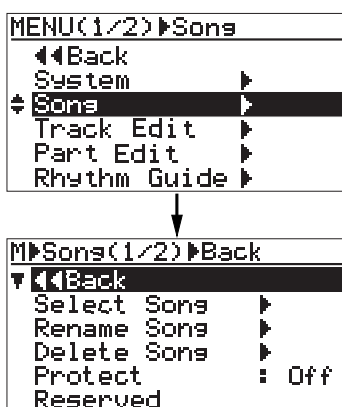 MENU(1/2)▶Song
◀◀Back
System ▶
Song ▶
Track Edit ▶
Part Edit ▶
Rhythm Guide ▶
M▶Song(1/2)▶Back
◀◀Back
Select Song ▶
Rename Song ▶
Delete Song ▶
Protect : Off
Reserved